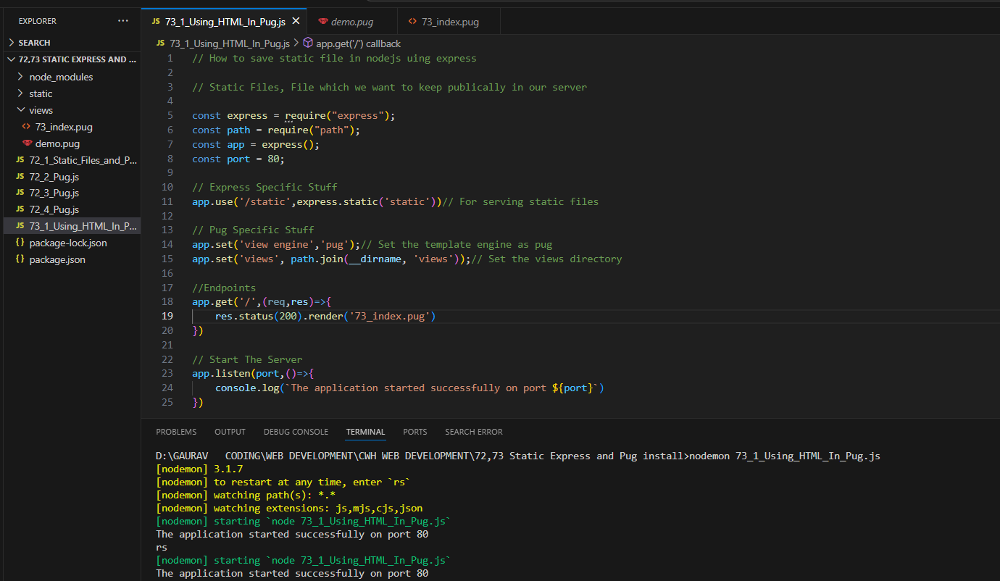 EXPLORER ...
SEARCH
72,73 STATIC EXPRESS AND ...
node_modules
static
views
<> 73_index.pug
demo.pug
JS 72_1_Static_Files_and_P...
JS 72_2_Pug.js
JS 72_3_Pug.js
JS 72_4_Pug.js
JS 73_1_Using_HTML_In_P...
{} package-lock.json
{} package.json
JS 73_1_Using_HTML_In_Pug.js
demo.pug
<> 73_index.pug
JS 73_1_Using_HTML_In_Pug.js > app.get('/') callback
1 // How to save static file in nodejs uing express
2
3 // Static Files, File which we want to keep publically in our server
4
5 const express = require("express");
6 const path = require("path");
7 const app = express();
8 const port = 80;
9
10 // Express Specific Stuff
11 app.use('/static',express.static('static'))// For serving static files
12
13 // Pug Specific Stuff
14 app.set('view engine','pug');// Set the template engine as pug
15 app.set('views', path.join(__dirname, 'views'));// Set the views directory
16
17 //Endpoints
18 app.get('/',(req,res)=>{
19     res.status(200).render('73_index.pug')
20 })
21
22 // Start The Server
23 app.listen(port,()=>{
24     console.log(`The application started successfully on port ${port}`)
25 })
PROBLEMS OUTPUT DEBUG CONSOLE TERMINAL PORTS SEARCH ERROR
D:\GAURAV   CODING\WEB DEVELOPMENT\CWH WEB DEVELOPMENT\72,73 Static Express and Pug install>nodemon 73_1_Using_HTML_In_Pug.js
[nodemon] 3.1.7
[nodemon] to restart at any time, enter `rs`
[nodemon] watching path(s): *.*
[nodemon] watching extensions: js,mjs,cjs,json
[nodemon] starting `node 73_1_Using_HTML_In_Pug.js`
The application started successfully on port 80
rs
[nodemon] starting `node 73_1_Using_HTML_In_Pug.js`
The application started successfully on port 80